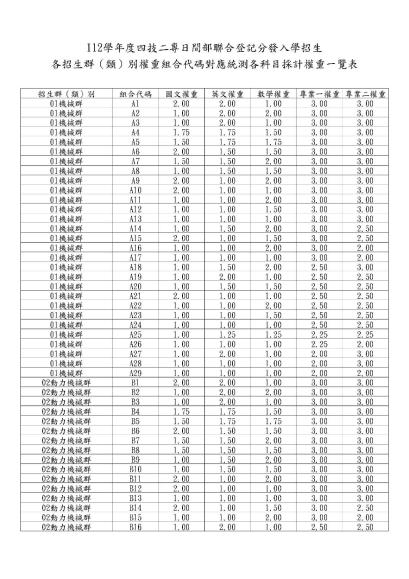 112學年度四技二專日間部聯合登記分發入學招生
各招生群（類）別權重組合代碼對應統測各科目採計權重一覽表
招生群（類）別 組合代碼 國文權重 英文權重 數學權重 專業一權重 專業二權重
01機械群 A1 2.00 2.00 1.00 3.00 3.00
01機械群 A2 1.00 2.00 2.00 3.00 3.00
01機械群 A3 1.00 2.00 1.00 3.00 3.00
01機械群 A4 1.75 1.75 1.50 3.00 3.00
01機械群 A5 1.50 1.75 1.75 3.00 3.00
01機械群 A6 2.00 1.50 1.50 3.00 3.00
01機械群 A7 1.50 1.50 2.00 3.00 3.00
01機械群 A8 1.00 1.50 1.50 3.00 3.00
01機械群 A9 2.00 1.00 2.00 3.00 3.00
01機械群 A10 2.00 1.00 1.00 3.00 3.00
01機械群 A11 1.00 1.00 2.00 3.00 3.00
01機械群 A12 1.00 1.00 1.50 3.00 3.00
01機械群 A13 1.00 1.00 1.00 3.00 3.00
01機械群 A14 1.00 1.50 2.00 3.00 2.50
01機械群 A15 2.00 1.00 1.50 3.00 2.50
01機械群 A16 1.00 1.00 2.00 3.00 2.00
01機械群 A17 1.00 1.00 1.00 3.00 2.00
01機械群 A18 1.00 1.50 2.00 2.50 3.00
01機械群 A19 1.00 2.00 1.00 2.50 3.00
01機械群 A20 1.00 1.50 1.50 2.50 2.50
01機械群 A21 2.00 1.00 1.00 2.50 2.50
01機械群 A22 1.00 1.00 2.00 2.50 2.50
01機械群 A23 1.00 1.00 1.50 2.50 2.50
01機械群 A24 1.00 1.00 1.00 2.50 2.50
01機械群 A25 1.00 1.25 1.25 2.25 2.25
01機械群 A26 1.00 1.00 1.00 2.25 2.00
01機械群 A27 1.00 2.00 1.00 2.00 3.00
01機械群 A28 1.00 1.00 1.00 2.00 3.00
01機械群 A29 1.00 1.00 1.00 2.00 2.00
02動力機械群 B1 2.00 2.00 1.00 3.00 3.00
02動力機械群 B2 1.00 2.00 2.00 3.00 3.00
02動力機械群 B3 1.00 2.00 1.00 3.00 3.00
02動力機械群 B4 1.75 1.75 1.50 3.00 3.00
02動力機械群 B5 1.50 1.75 1.75 3.00 3.00
02動力機械群 B6 2.00 1.50 1.50 3.00 3.00
02動力機械群 B7 1.50 1.50 2.00 3.00 3.00
02動力機械群 B8 1.50 1.50 1.50 3.00 3.00
02動力機械群 B9 1.00 1.50 2.00 3.00 3.00
02動力機械群 B10 1.00 1.50 1.50 3.00 3.00
02動力機械群 B11 2.00 1.00 2.00 3.00 3.00
02動力機械群 B12 2.00 1.00 1.00 3.00 3.00
02動力機械群 B13 1.00 1.00 1.00 3.00 3.00
02動力機械群 B14 2.00 1.00 1.50 3.00 2.50
02動力機械群 B15 1.00 1.00 2.00 3.00 2.00
02動力機械群 B16 1.00 2.00 1.00 2.50 2.50